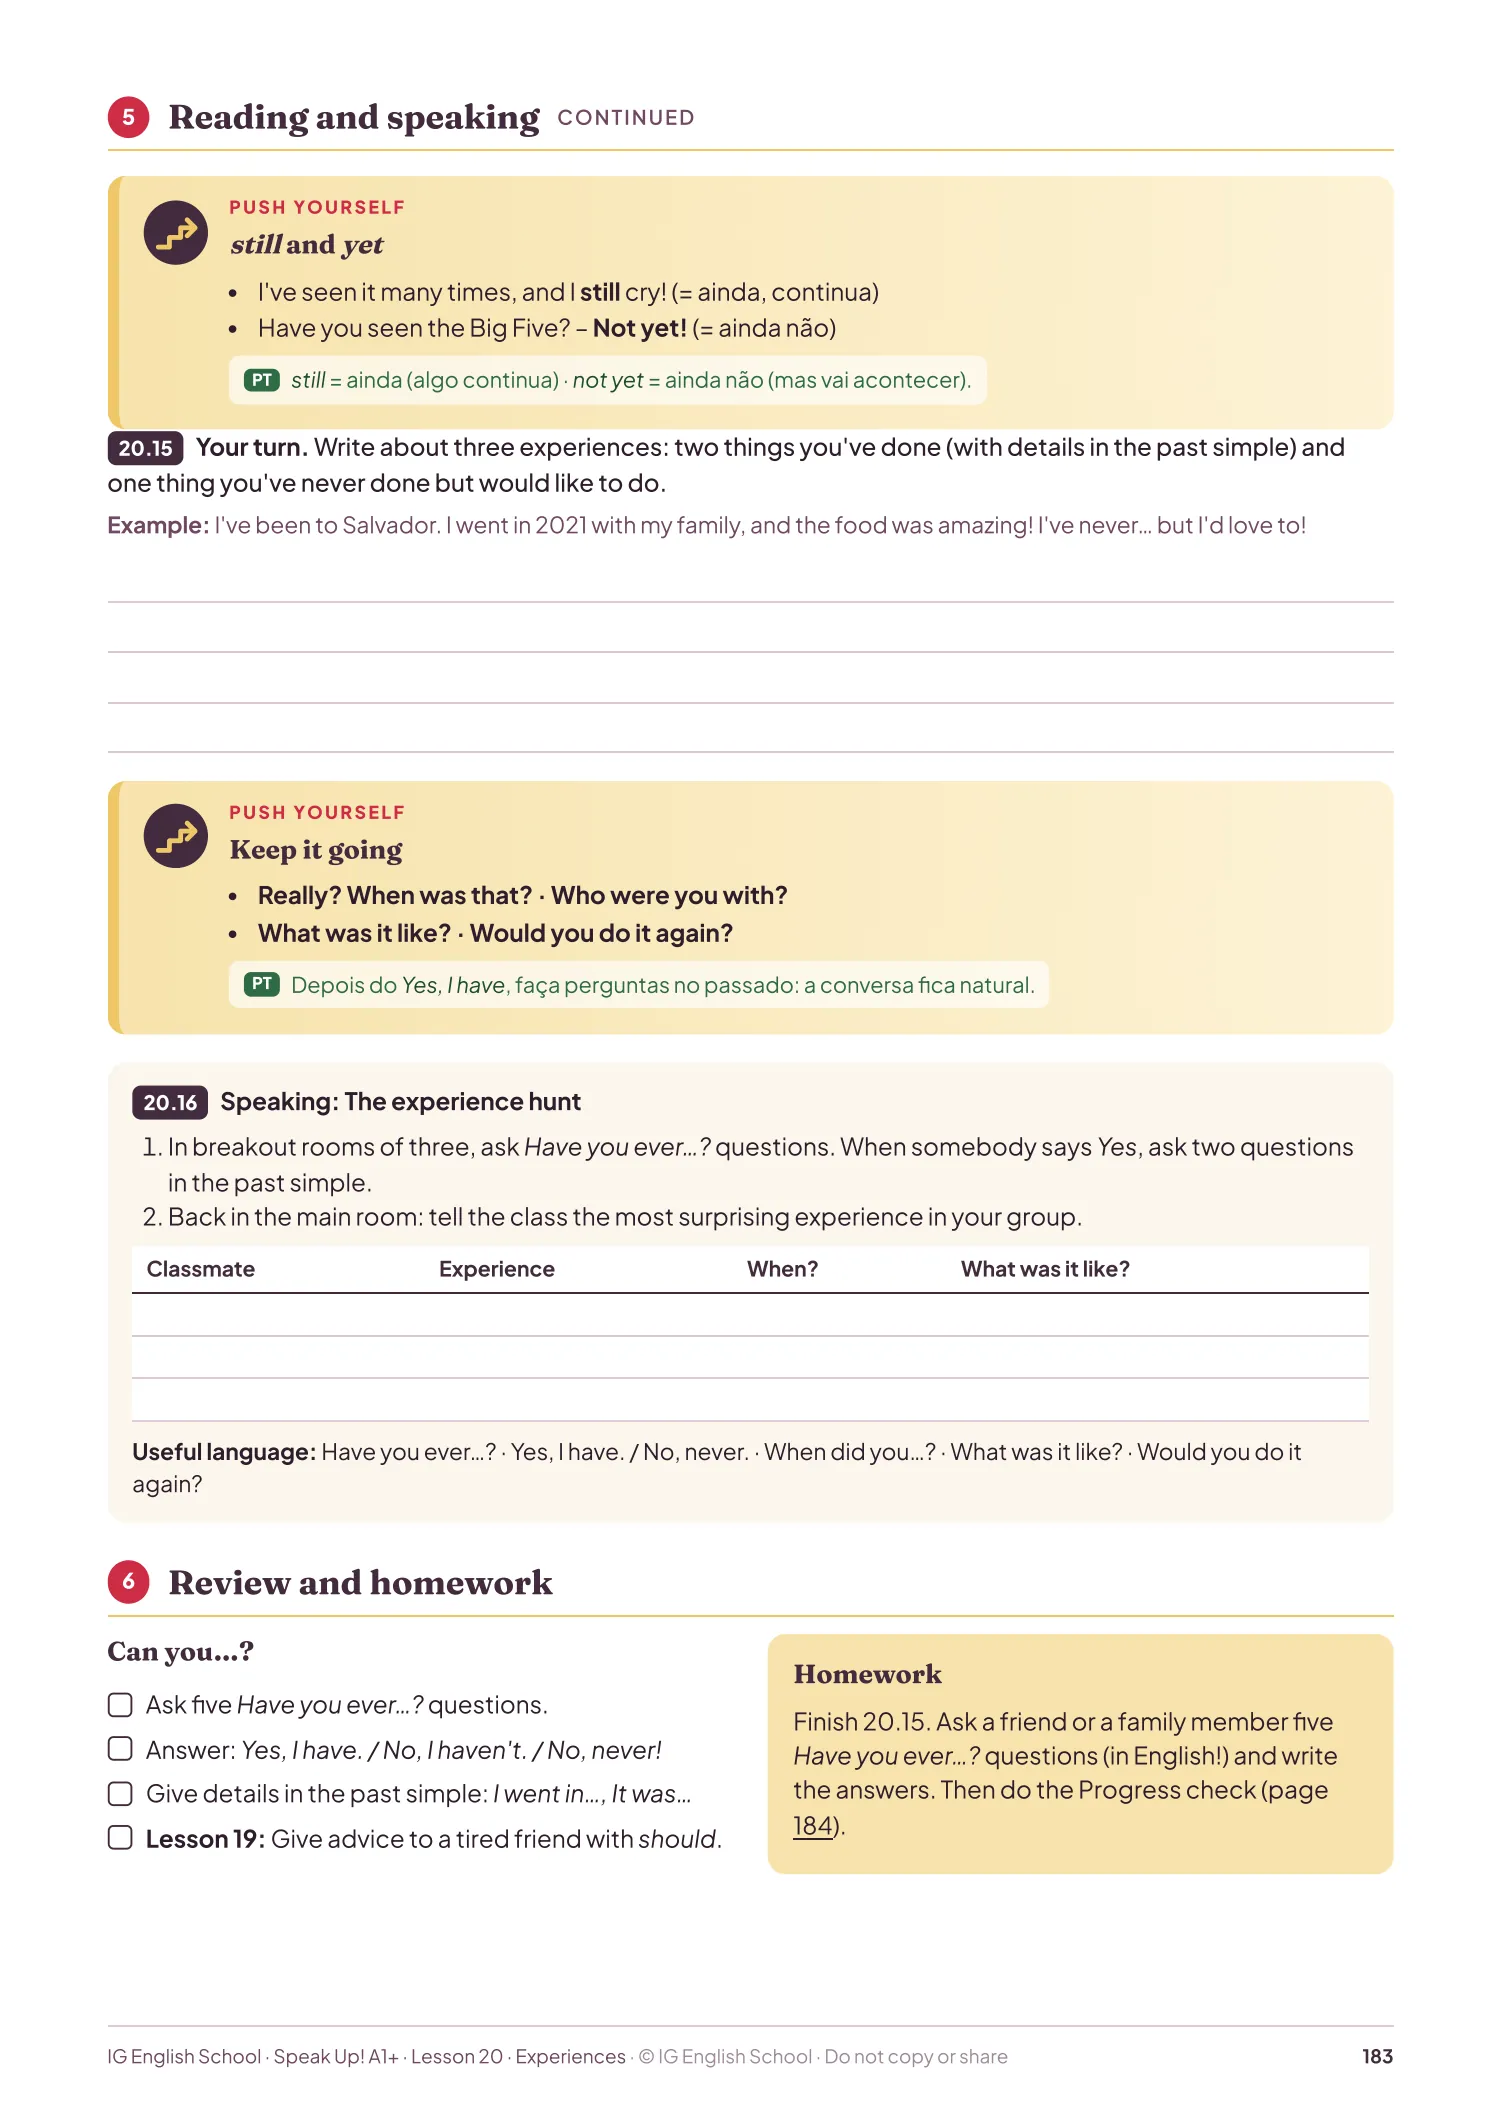 5 Reading and speaking CONTINUED
PUSH YOURSELF
still and yet
• I've seen it many times, and I still cry! (= ainda, continua)
• Have you seen the Big Five? – Not yet! (= ainda não)
PT still = ainda (algo continua) · not yet = ainda não (mas vai acontecer).
20.15 Your turn. Write about three experiences: two things you've done (with details in the past simple) and
one thing you've never done but would like to do.
Example: I've been to Salvador. I went in 2021 with my family, and the food was amazing! I've never... but I'd love to!
PUSH YOURSELF
Keep it going
• Really? When was that? · Who were you with?
• What was it like? · Would you do it again?
PT Depois do Yes, I have, faça perguntas no passado: a conversa fica natural.
20.16 Speaking: The experience hunt
1. In breakout rooms of three, ask Have you ever...? questions. When somebody says Yes, ask two questions
in the past simple.
2. Back in the main room: tell the class the most surprising experience in your group.
Classmate Experience When? What was it like?
Useful language: Have you ever...? · Yes, I have. / No, never. · When did you...? · What was it like? · Would you do it
again?
6 Review and homework
Can you...?
Ask five Have you ever...? questions.
Answer: Yes, I have. / No, I haven't. / No, never!
Give details in the past simple: I went in..., It was...
Lesson 19: Give advice to a tired friend with should.
Homework
Finish 20.15. Ask a friend or a family member five
Have you ever...? questions (in English!) and write
the answers. Then do the Progress check (page
184).
IG English School · Speak Up! A1+ · Lesson 20 · Experiences · © IG English School · Do not copy or share 183